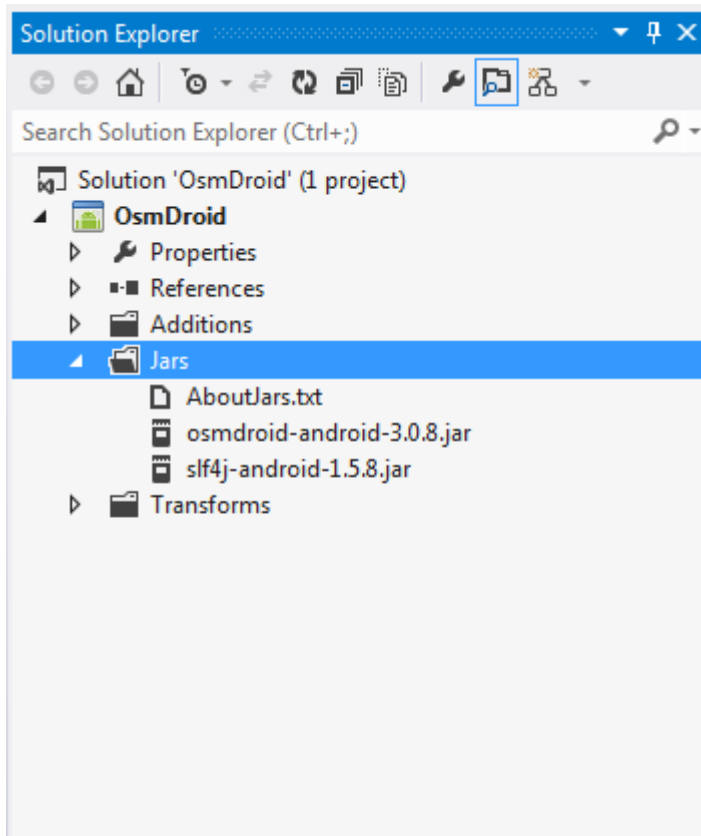 Solution Explorer
Search Solution Explorer (Ctrl+;)
Solution 'OsmDroid' (1 project)
OsmDroid
Properties
References
Additions
Jars
AboutJars.txt
osmdroid-android-3.0.8.jar
slf4j-android-1.5.8.jar
Transforms